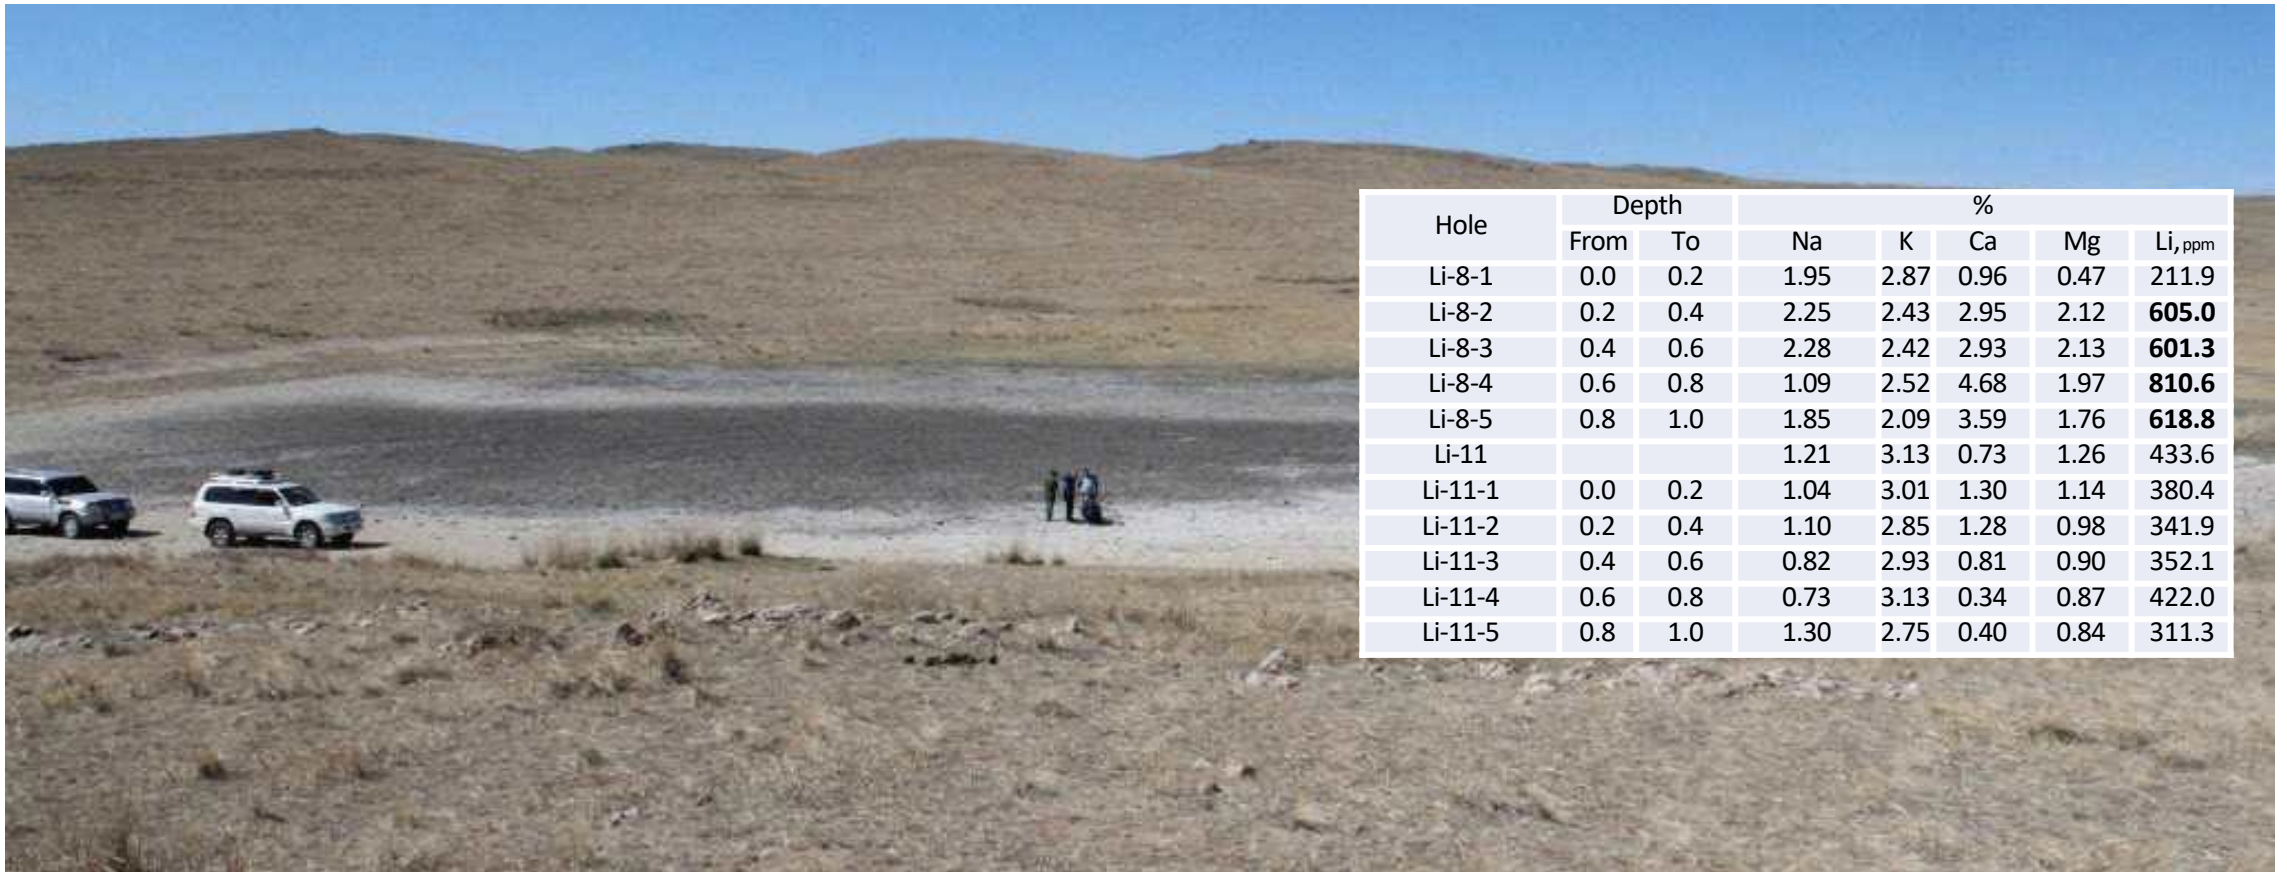 Hole Depth %
From To Na K Ca Mg Li, ppm
Li-8-1 0.0 0.2 1.95 2.87 0.96 0.47 211.9
Li-8-2 0.2 0.4 2.25 2.43 2.95 2.12 605.0
Li-8-3 0.4 0.6 2.28 2.42 2.93 2.13 601.3
Li-8-4 0.6 0.8 1.09 2.52 4.68 1.97 810.6
Li-8-5 0.8 1.0 1.85 2.09 3.59 1.76 618.8
Li-11 1.21 3.13 0.73 1.26 433.6
Li-11-1 0.0 0.2 1.04 3.01 1.30 1.14 380.4
Li-11-2 0.2 0.4 1.10 2.85 1.28 0.98 341.9
Li-11-3 0.4 0.6 0.82 2.93 0.81 0.90 352.1
Li-11-4 0.6 0.8 0.73 3.13 0.34 0.87 422.0
Li-11-5 0.8 1.0 1.30 2.75 0.40 0.84 311.3